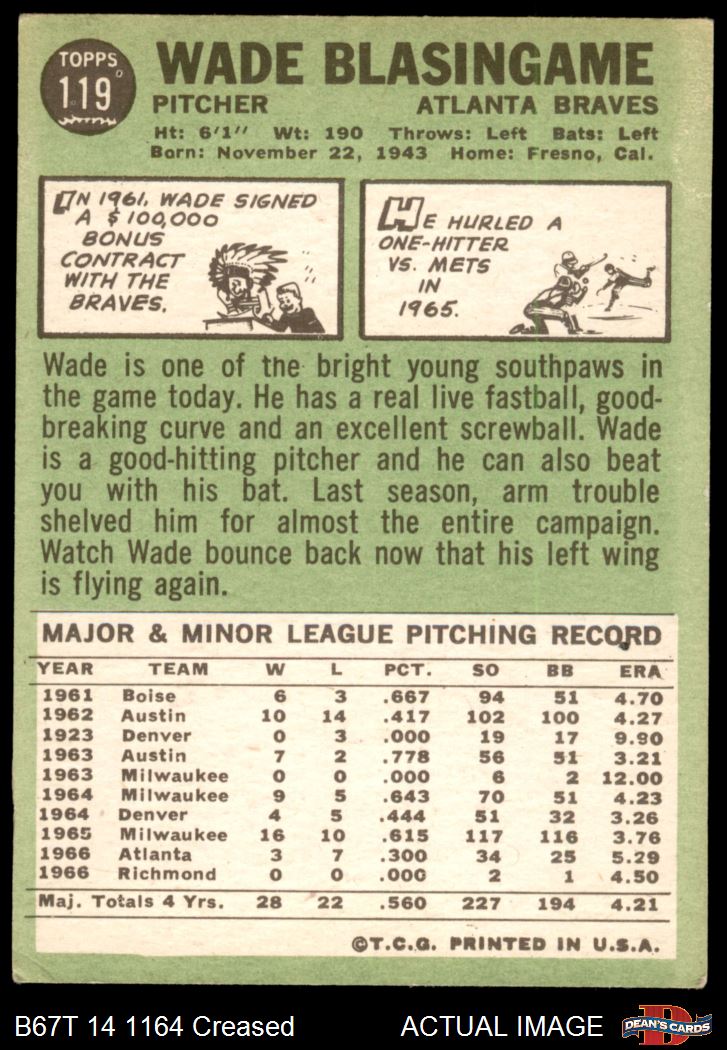 TOPPS
119
WADE BLASINGAME
PITCHER ATLANTA BRAVES
Ht: 6'1" Wt: 190 Throws: Left Bats: Left
Born: November 22, 1943 Home: Fresno, Cal.
IN 1961, WADE SIGNED
A $100,000
BONUS
CONTRACT
WITH THE
BRAVES.
HE HURLED A
ONE-HITTER
VS. METS
IN
1965.
Wade is one of the bright young southpaws in
the game today. He has a real live fastball, good-
breaking curve and an excellent screwball. Wade
is a good-hitting pitcher and he can also beat
you with his bat. Last season, arm trouble
shelved him for almost the entire campaign.
Watch Wade bounce back now that his left wing
is flying again.
MAJOR & MINOR LEAGUE PITCHING RECORD
YEAR TEAM W L PCT. SO BB ERA
1961 Boise 6 3 .667 94 51 4.70
1962 Austin 10 14 .417 102 100 4.27
1923 Denver 0 3 .000 19 17 9.90
1963 Austin 7 2 .778 56 51 3.21
1963 Milwaukee 0 0 .000 6 2 12.00
1964 Milwaukee 9 5 .643 70 51 4.23
1964 Denver 4 5 .444 51 32 3.26
1965 Milwaukee 16 10 .615 117 116 3.76
1966 Atlanta 3 7 .300 34 25 5.29
1966 Richmond 0 0 .000 2 1 4.50
Maj. Totals 4 Yrs. 28 22 .560 227 194 4.21
©T.C.G. PRINTED IN U.S.A.
B67T 14 1164 Creased ACTUAL IMAGE
D
DEAN'S CARDS